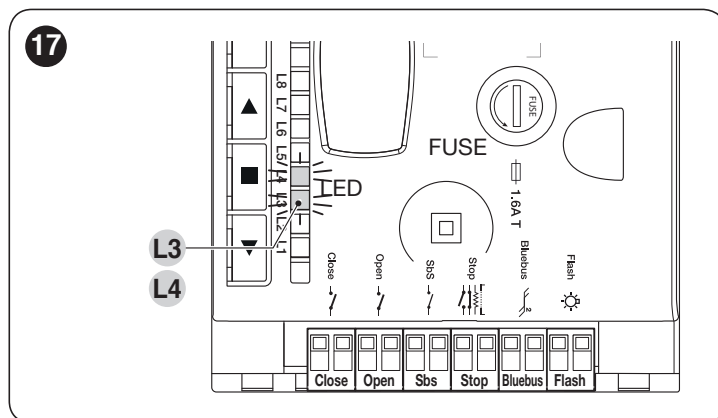 17
L8
L7
L6
L5
L4
L3
L2
L1
LED
FUSE
FUSE
1.6A T
L3
L4
Close
Open
SbS
Stop
Bluebus
2
Flash
Close
Open
Sbs
Stop
Bluebus
Flash